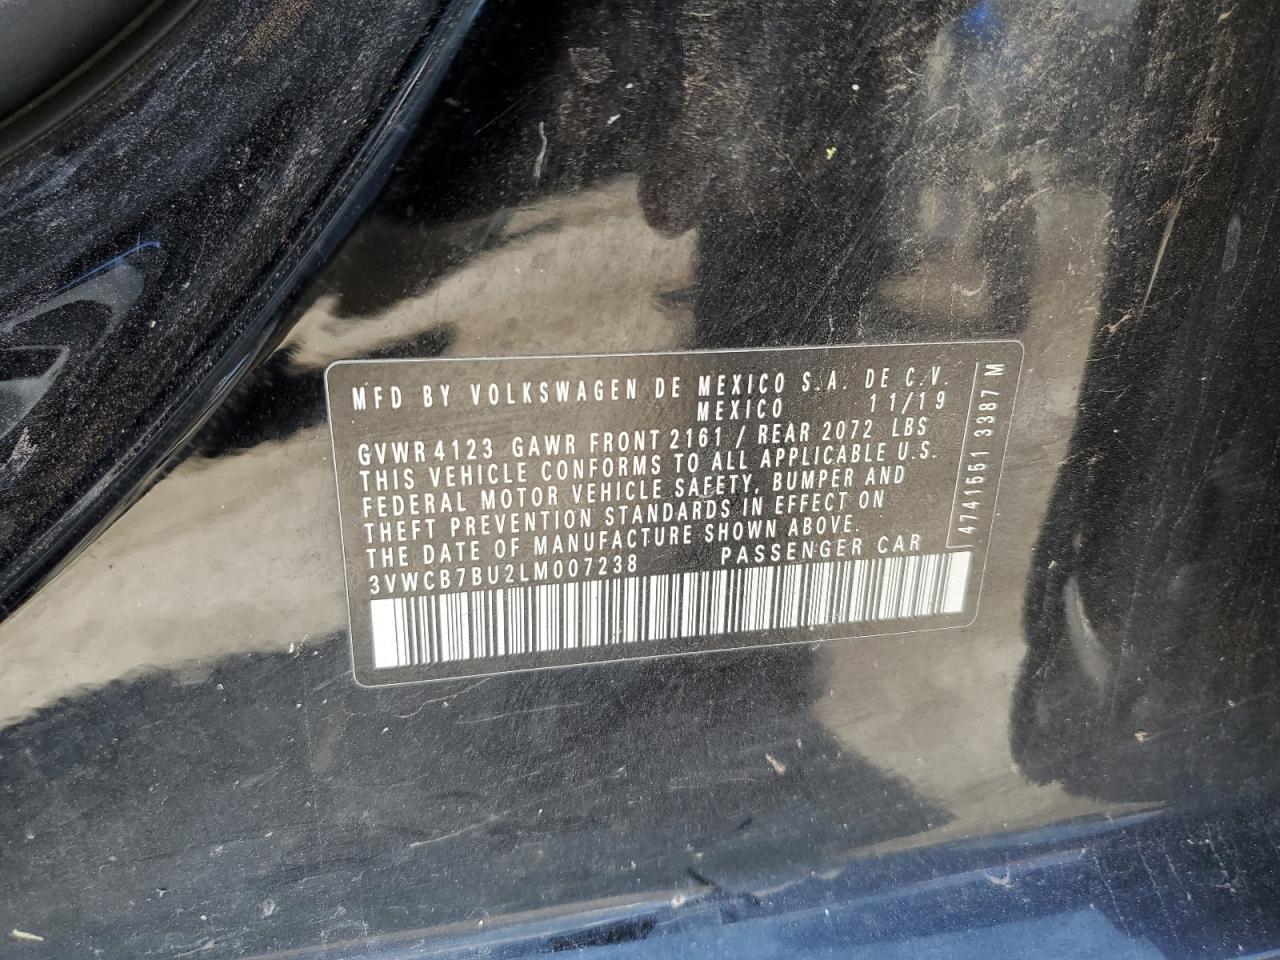 MFD BY VOLKSWAGEN DE MEXICO S.A. DE C.V.
MEXICO 11/19
GVWR 4123 GAWR FRONT 2161 / REAR 2072 LBS
THIS VEHICLE CONFORMS TO ALL APPLICABLE U.S.
FEDERAL MOTOR VEHICLE SAFETY, BUMPER AND
THEFT PREVENTION STANDARDS IN EFFECT ON
THE DATE OF MANUFACTURE SHOWN ABOVE.
3VWCB7BU2LM007238 PASSENGER CAR
4741661 3387 M